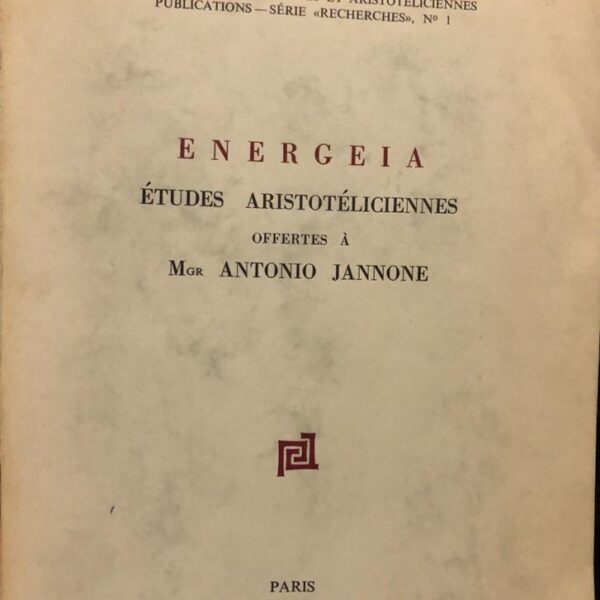 ET ARISTOTÉLICIENNES
PUBLICATIONS — SÉRIE «RECHERCHES», Nº 1
ENERGEIA
ÉTUDES ARISTOTÉLICIENNES
OFFERTES À
MGR ANTONIO JANNONE
PARIS